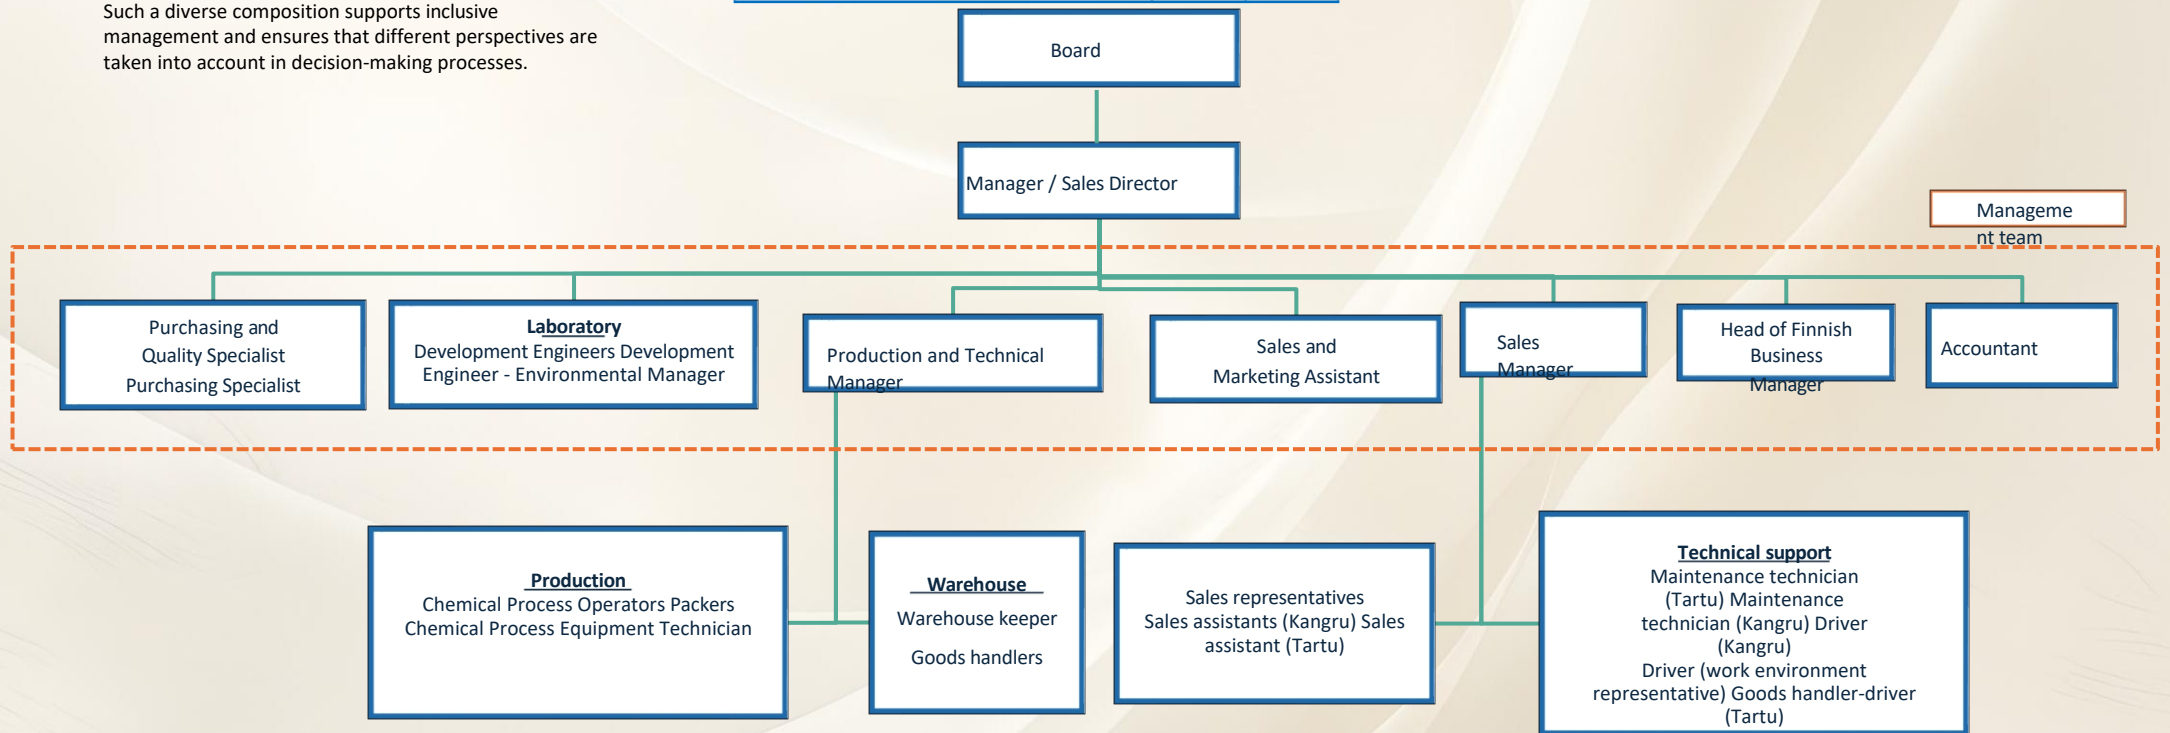 Such a diverse composition supports inclusive
management and ensures that different perspectives are
taken into account in decision-making processes.
Board
Manager / Sales Director
Manageme
nt team
Purchasing and
Quality Specialist
Purchasing Specialist
Laboratory
Development Engineers Development
Engineer - Environmental Manager
Production and Technical
Manager
Sales and
Marketing Assistant
Sales
Manager
Head of Finnish
Business
Manager
Accountant
Production
Chemical Process Operators Packers
Chemical Process Equipment Technician
Warehouse
Warehouse keeper
Goods handlers
Sales representatives
Sales assistants (Kangru) Sales
assistant (Tartu)
Technical support
Maintenance technician
(Tartu) Maintenance
technician (Kangru) Driver
(Kangru)
Driver (work environment
representative) Goods handler-driver
(Tartu)